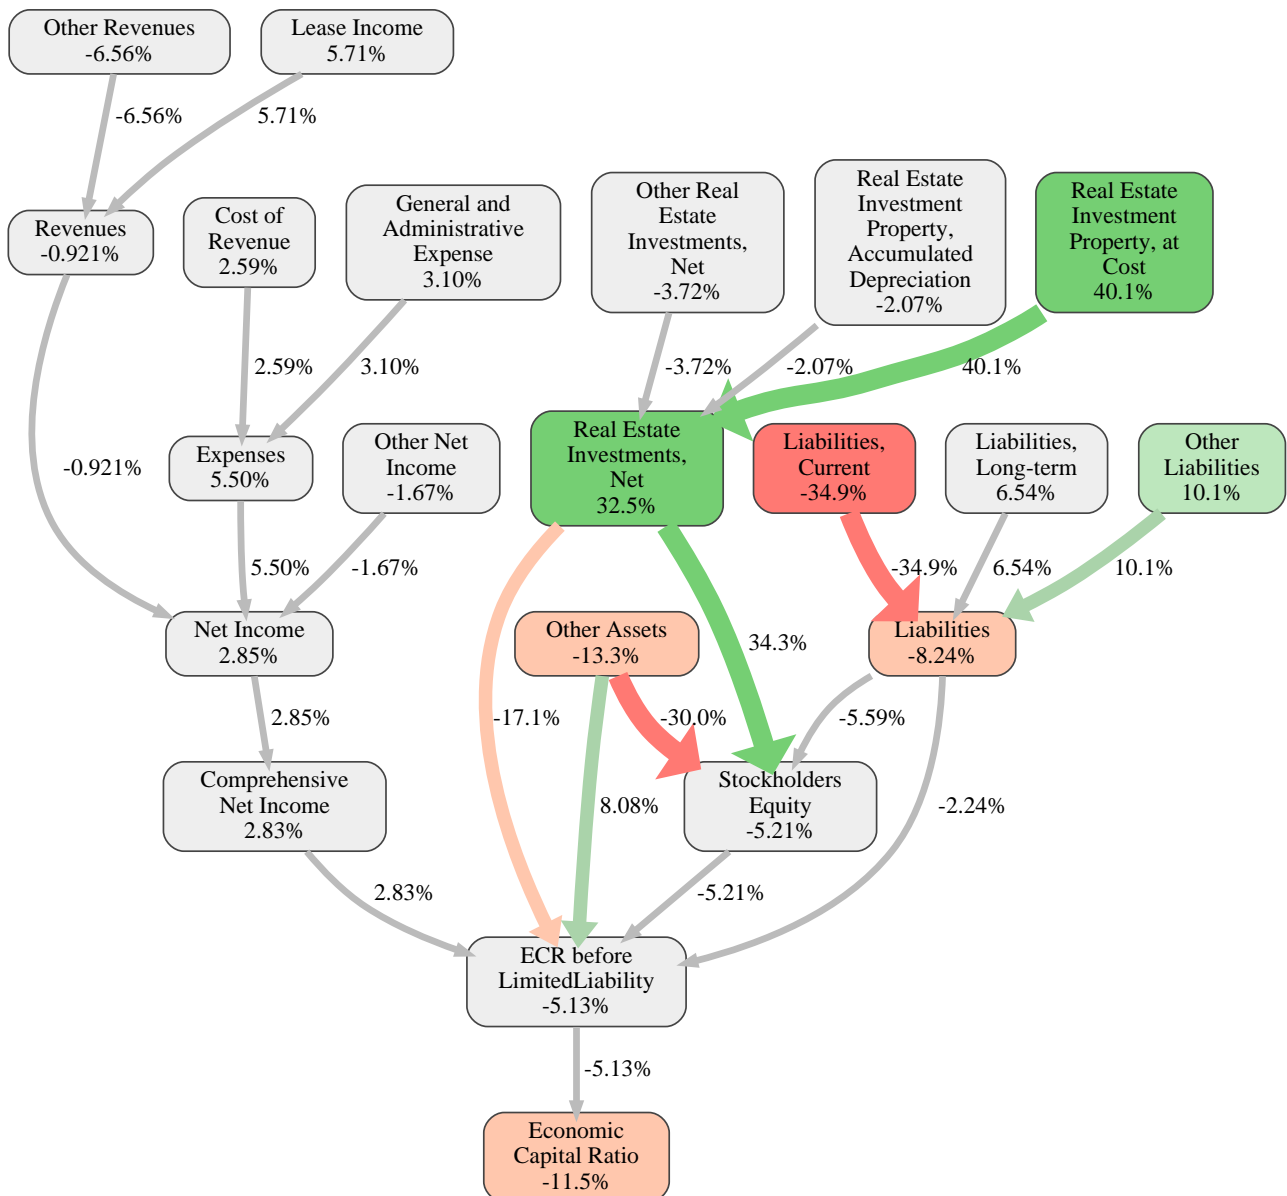 Other Revenues
-6.56%
Lease Income
5.71%
-6.56%
5.71%
Revenues
-0.921%
Cost of
Revenue
2.59%
General and
Administrative
Expense
3.10%
Other Real
Estate
Investments,
Net
-3.72%
Real Estate
Investment
Property,
Accumulated
Depreciation
-2.07%
Real Estate
Investment
Property, at
Cost
40.1%
2.59%
3.10%
-3.72%
-2.07%
40.1%
-0.921%
Expenses
5.50%
Other Net
Income
-1.67%
Real Estate
Investments,
Net
32.5%
Liabilities,
Current
-34.9%
Liabilities,
Long-term
6.54%
Other
Liabilities
10.1%
5.50%
-1.67%
-34.9%
6.54%
10.1%
Net Income
2.85%
Other Assets
-13.3%
34.3%
Liabilities
-8.24%
2.85%
-17.1%
-30.0%
-5.59%
Comprehensive
Net Income
2.83%
8.08%
Stockholders
Equity
-5.21%
-2.24%
2.83%
-5.21%
ECR before
LimitedLiability
-5.13%
-5.13%
Economic
Capital Ratio
-11.5%